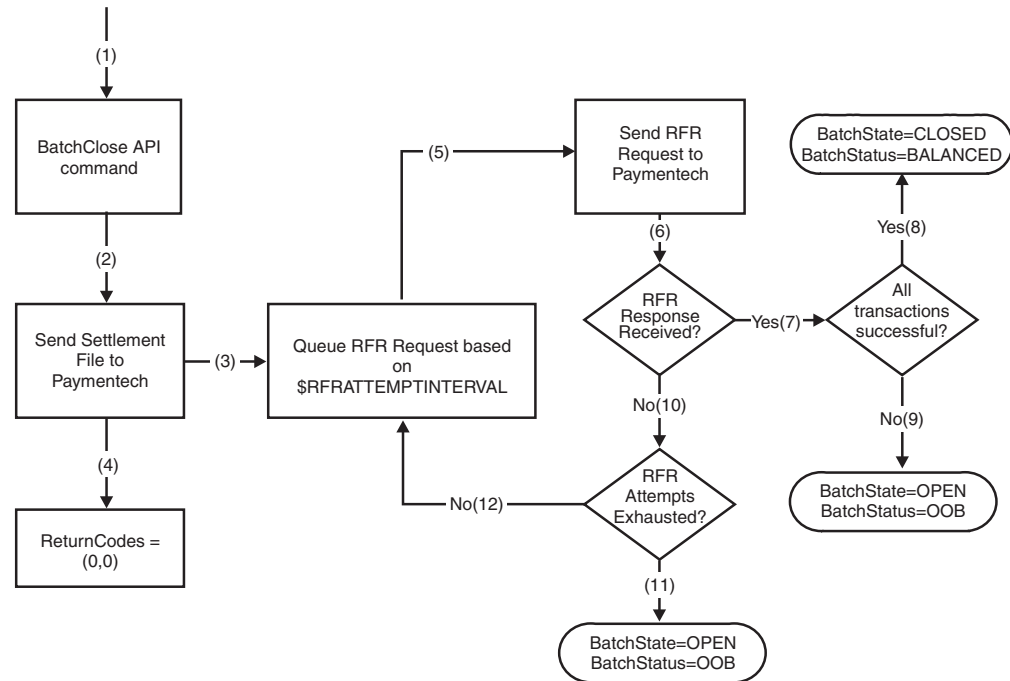 (1)
BatchClose API
command
(2)
Send Settlement
File to
Paymentech
(3)
(4)
ReturnCodes =
(0,0)
Queue RFR Request based
on
$RFRATTEMPTINTERVAL
(5)
Send RFR
Request to
Paymentech
(6)
RFR
Response
Received?
Yes(7)
All
transactions
successful?
Yes(8)
BatchState=CLOSED
BatchStatus=BALANCED
No(9)
BatchState=OPEN
BatchStatus=OOB
No(10)
RFR
Attempts
Exhausted?
No(12)
(11)
BatchState=OPEN
BatchStatus=OOB